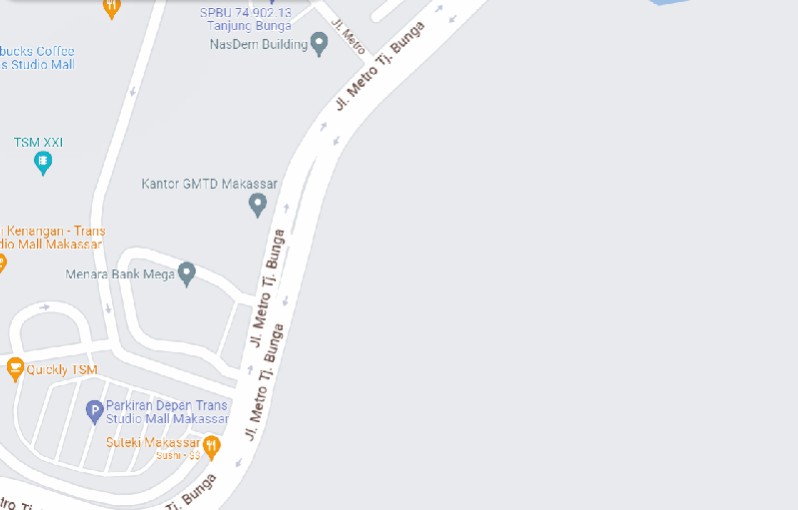 SPBU 74.902.13
Tanjung Bunga
Jl. Metro
NasDem Building
Jl. Metro Tj. Bunga
bucks Coffee
s Studio Mall
TSM XXI
Kantor GMTD Makassar
i Kenangan - Trans
dio Mall Makassar
Menara Bank Mega
Jl. Metro Tj. Bunga
Jl. Metro Tj. Bunga
Quickly TSM
Parkiran Depan Trans
Studio Mall Makassar
Suteki Makassar
Sushi - $$
Tj. Bunga
tro Tj.